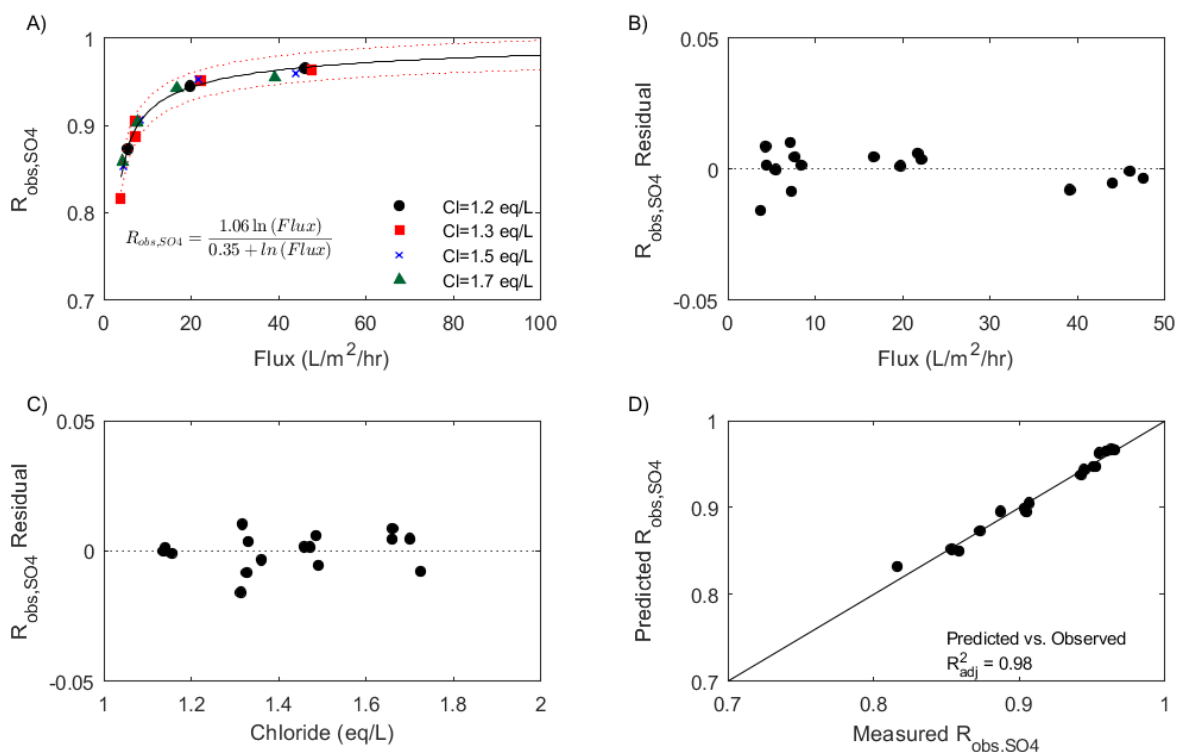 A)
1
0.9
0.8
0.7
R_obs,SO4
R_{obs,SO4} = \frac{1.06 \ln (Flux)}{0.35 + ln (Flux)}
Cl=1.2 eq/L
Cl=1.3 eq/L
Cl=1.5 eq/L
Cl=1.7 eq/L
0 20 40 60 80 100
Flux (L/m²/hr)
B)
0.05
0
-0.05
R_obs,SO4 Residual
0 10 20 30 40 50
Flux (L/m²/hr)
C)
0.05
0
-0.05
R_obs,SO4 Residual
1 1.2 1.4 1.6 1.8 2
Chloride (eq/L)
D)
1
0.9
0.8
0.7
Predicted R_obs,SO4
Predicted vs. Observed
R²_adj = 0.98
0.7 0.8 0.9 1
Measured R_obs,SO4